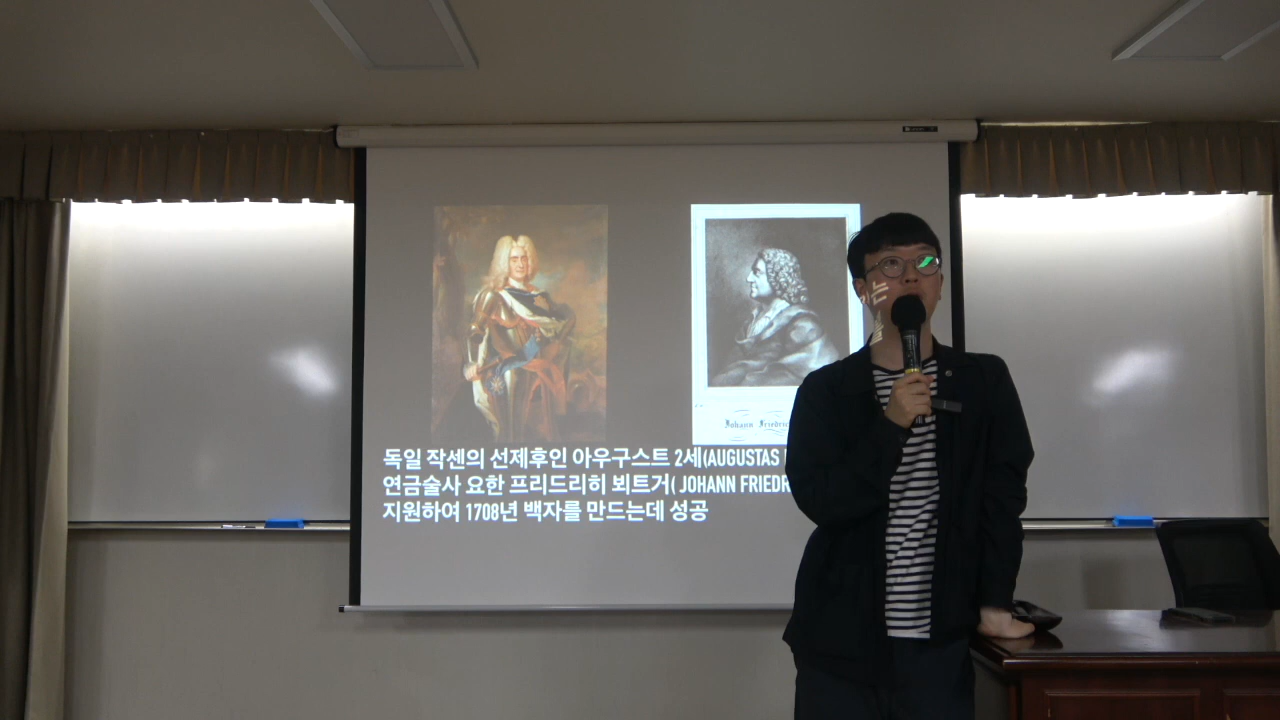 Johann
독일 작센의 선제후인 아우구스트 2세(AUGUSTAS
연금술사 요한 프리드리히 뵈트거( JOHANN FRIEDR
지원하여 1708년 백자를 만드는데 성공